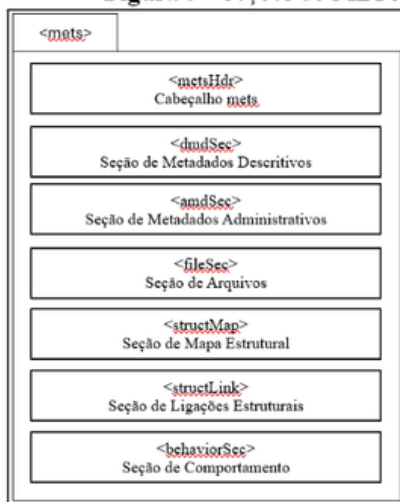 <mets>
<metsHdr>
Cabeçalho mets
<dmdSec>
Seção de Metadados Descritivos
<amdSec>
Seção de Metadados Administrativos
<fileSec>
Seção de Arquivos
<structMap>
Seção de Mapa Estrutural
<structLink>
Seção de Ligações Estruturais
<behaviorSec>
Seção de Comportamento